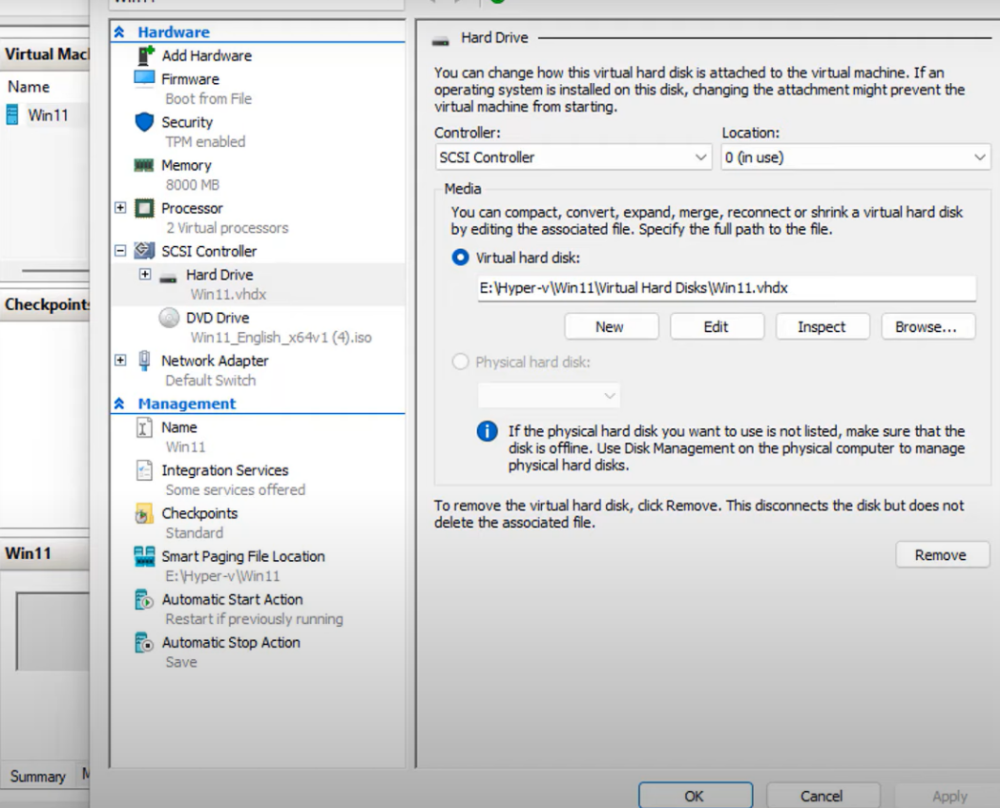 Virtual Mac
Name
Win11
Checkpoints
Win11
Summary
Hardware
Add Hardware
Firmware
Boot from File
Security
TPM enabled
Memory
8000 MB
Processor
2 Virtual processors
SCSI Controller
Hard Drive
Win11.vhdx
DVD Drive
Win11_English_x64v1 (4).iso
Network Adapter
Default Switch
Management
Name
Win11
Integration Services
Some services offered
Checkpoints
Standard
Smart Paging File Location
E:\Hyper-v\Win11
Automatic Start Action
Restart if previously running
Automatic Stop Action
Save
Hard Drive
You can change how this virtual hard disk is attached to the virtual machine. If an
operating system is installed on this disk, changing the attachment might prevent the
virtual machine from starting.
Controller: Location:
SCSI Controller 0 (in use)
Media
You can compact, convert, expand, merge, reconnect or shrink a virtual hard disk
by editing the associated file. Specify the full path to the file.
Virtual hard disk:
E:\Hyper-v\Win11\Virtual Hard Disks\Win11.vhdx
New Edit Inspect Browse...
Physical hard disk:
If the physical hard disk you want to use is not listed, make sure that the
disk is offline. Use Disk Management on the physical computer to manage
physical hard disks.
To remove the virtual hard disk, click Remove. This disconnects the disk but does not
delete the associated file.
Remove
OK Cancel Apply